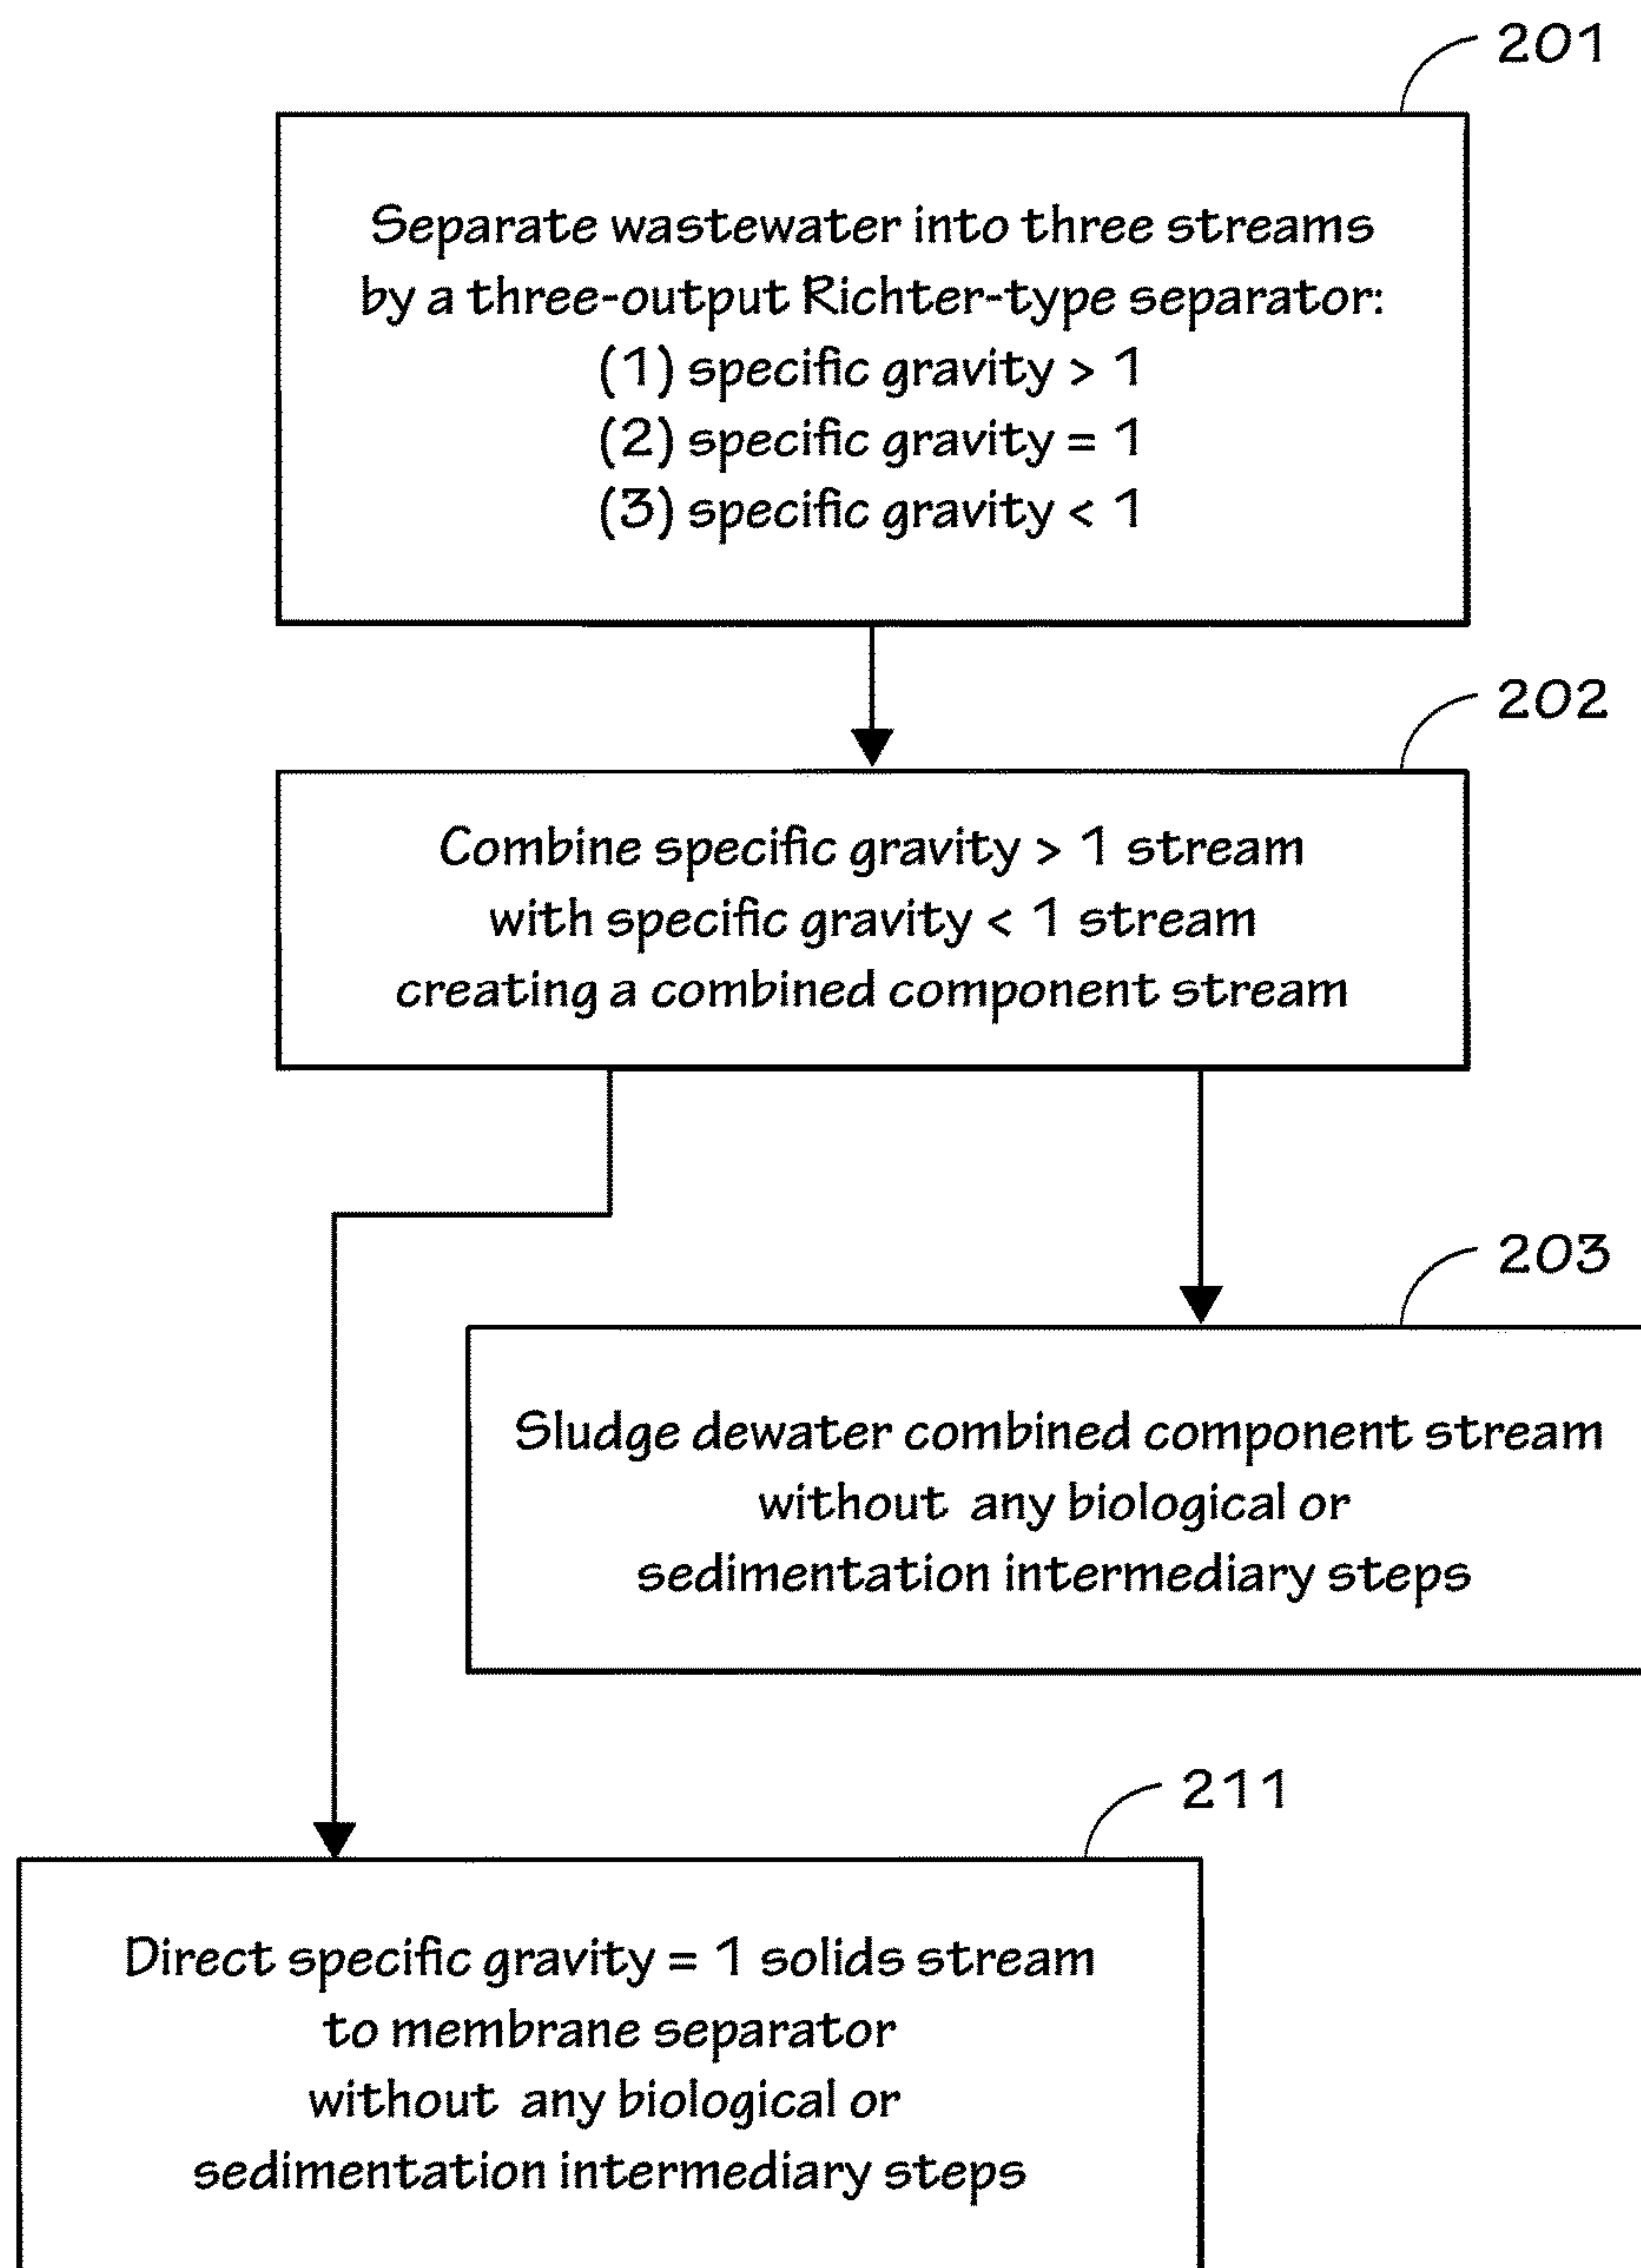 201
Separate wastewater into three streams
by a three-output Richter-type separator:
(1) specific gravity > 1
(2) specific gravity = 1
(3) specific gravity < 1
202
Combine specific gravity > 1 stream
with specific gravity < 1 stream
creating a combined component stream
203
Sludge dewater combined component stream
without any biological or
sedimentation intermediary steps
211
Direct specific gravity = 1 solids stream
to membrane separator
without any biological or
sedimentation intermediary steps